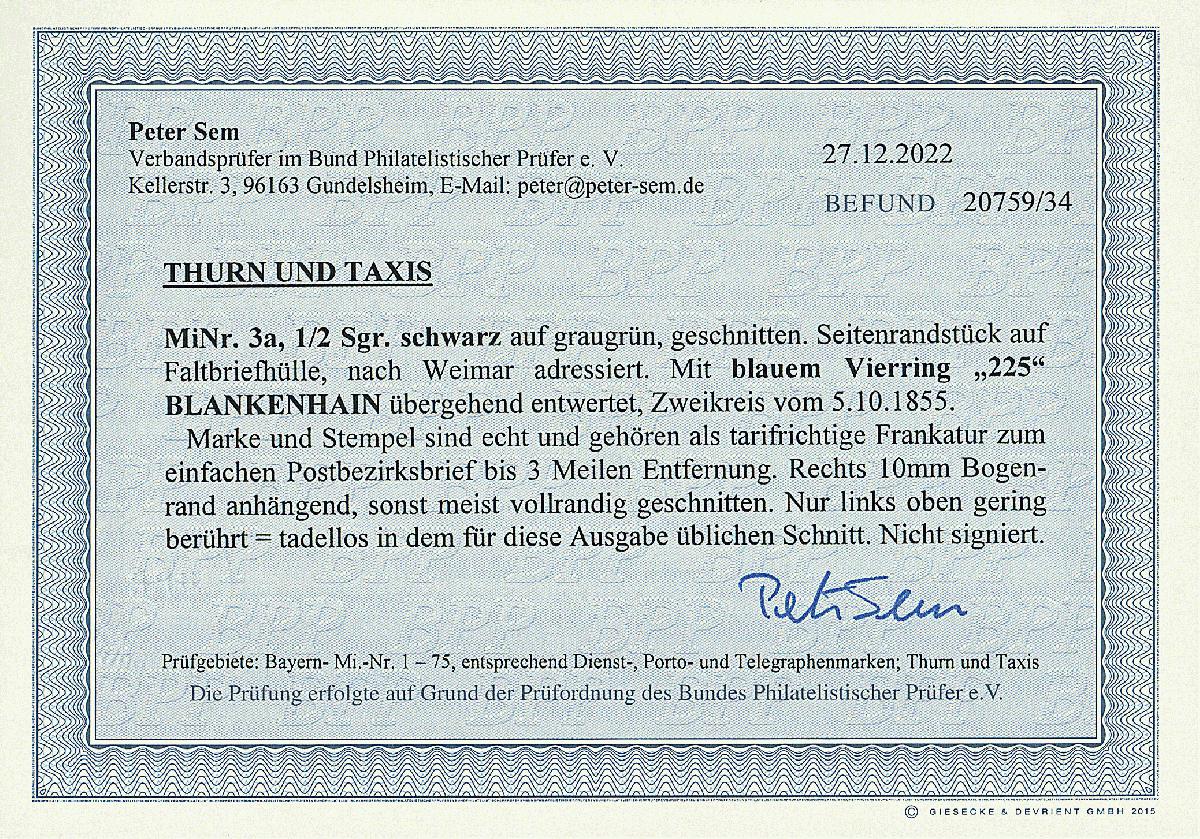 Peter Sem
Verbandsprüfer im Bund Philatelistischer Prüfer e. V.
Kellerstr. 3, 96163 Gundelsheim, E-Mail: peter@peter-sem.de
27.12.2022
BEFUND 20759/34
THURN UND TAXIS
MiNr. 3a, 1/2 Sgr. schwarz auf graugrün, geschnitten. Seitenrandstück auf
Faltbriefhülle, nach Weimar adressiert. Mit blauem Vierring „225“
BLANKENHAIN übergehend entwertet, Zweikreis vom 5.10.1855.
Marke und Stempel sind echt und gehören als tarifrichtige Frankatur zum
einfachen Postbezirksbrief bis 3 Meilen Entfernung. Rechts 10mm Bogen-
rand anhängend, sonst meist vollrandig geschnitten. Nur links oben gering
berührt = tadellos in dem für diese Ausgabe üblichen Schnitt. Nicht signiert.
Peter Sem
Prüfgebiete: Bayern- Mi.-Nr. 1 – 75, entsprechend Dienst-, Porto- und Telegraphenmarken; Thurn und Taxis
Die Prüfung erfolgte auf Grund der Prüfordnung des Bundes Philatelistischer Prüfer e.V.
© GIESECKE & DEVRIENT GMBH 2015